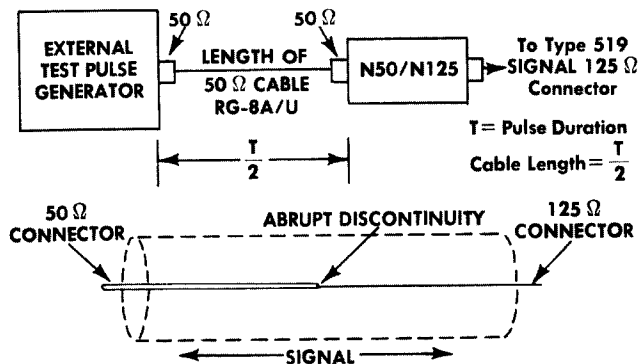 50 Ω
50 Ω
EXTERNAL
TEST PULSE
GENERATOR
LENGTH OF
50 Ω CABLE
RG-8A/U
N50/N125
To Type 519
SIGNAL 125 Ω
Connector
T
2
T= Pulse Duration
Cable Length= T
2
50 Ω
CONNECTOR
ABRUPT DISCONTINUITY
125 Ω
CONNECTOR
SIGNAL